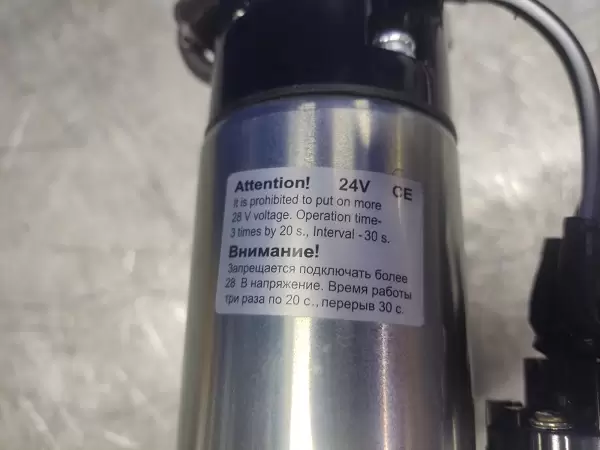 Attention! 24V CE
It is prohibited to put on more
28 V voltage. Operation time-
3 times by 20 s., Interval - 30 s.
Внимание!
Запрещается подключать более
28 В напряжение. Время работы
три раза по 20 с., перерыв 30 с.